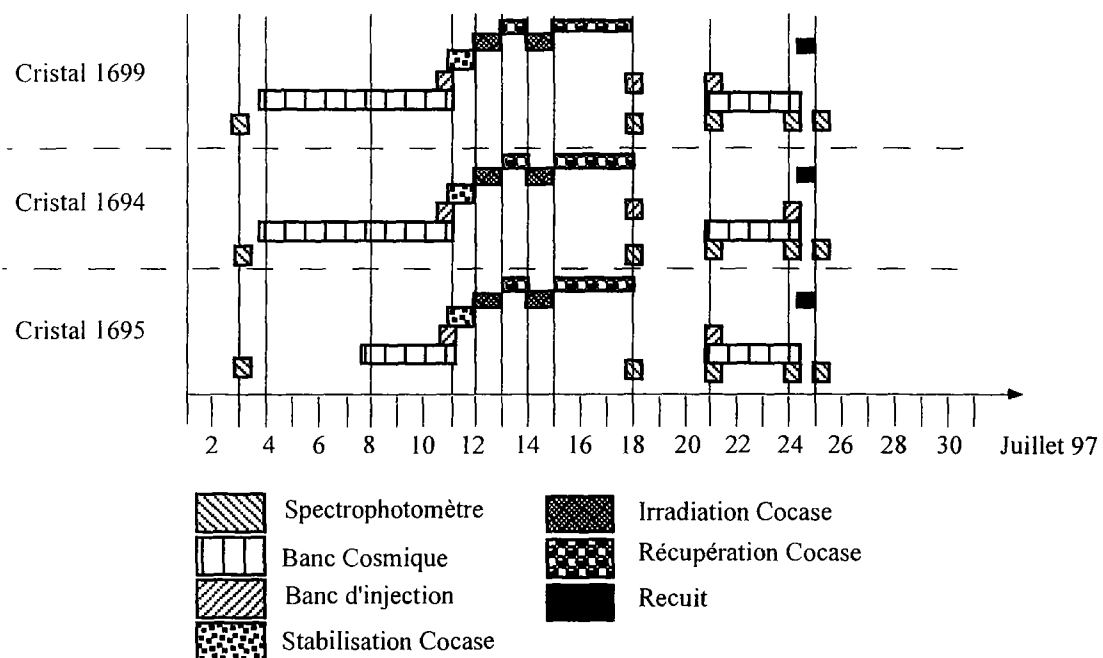 Cristal 1699
Cristal 1694
Cristal 1695
2 4 6 8 10 12 14 16 18 20 22 24 26 28 30 Juillet 97
Spectrophotomètre
Banc Cosmique
Banc d'injection
Stabilisation Cocase
Irradiation Cocase
Récupération Cocase
Recuit